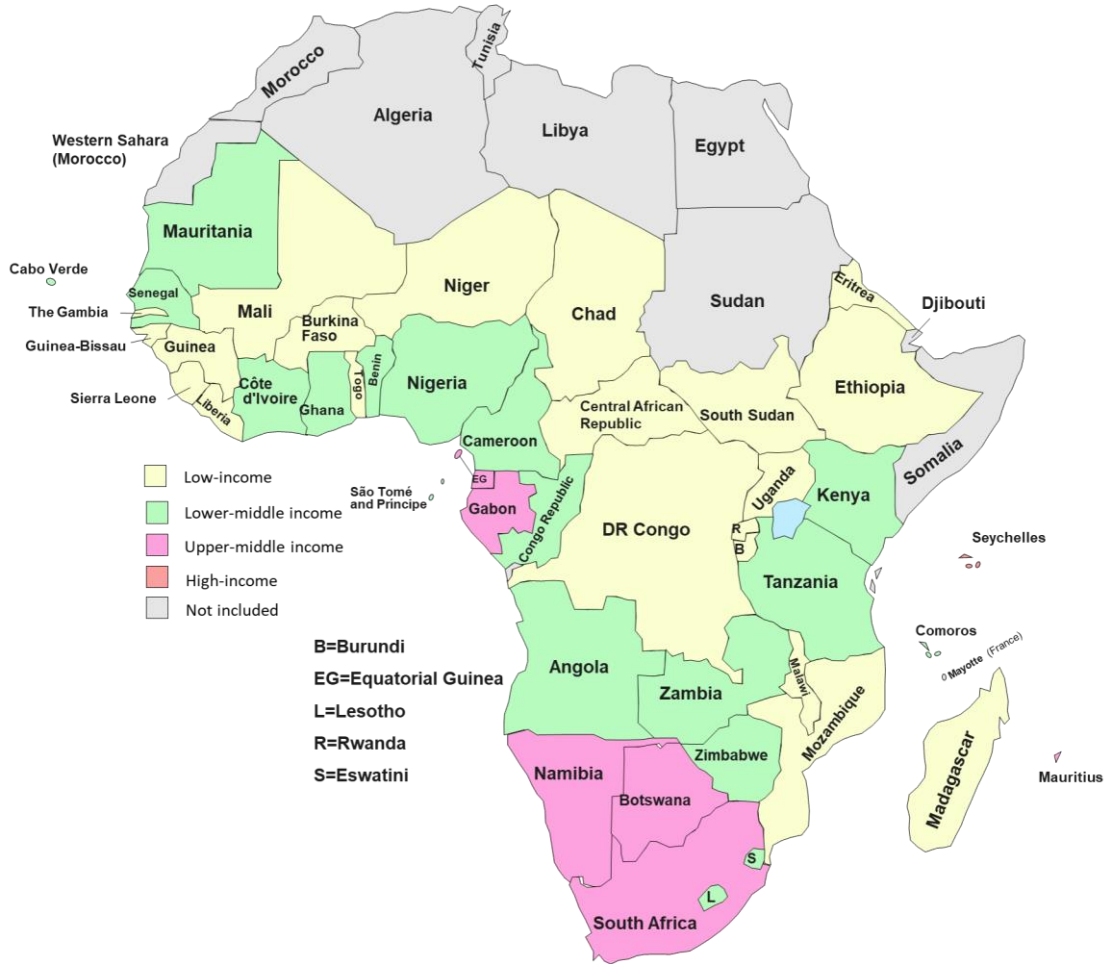 Morocco
Tunisia
Algeria
Libya
Egypt
Western Sahara
(Morocco)
Mauritania
Cabo Verde
Senegal
The Gambia
Guinea-Bissau
Guinea
Sierra Leone
Liberia
Mali
Burkina
Faso
Niger
Chad
Sudan
Eritrea
Djibouti
Côte
d'Ivoire
Ghana
Togo
Benin
Nigeria
Cameroon
Central African
Republic
South Sudan
Ethiopia
Somalia
EG
Gabon
Congo Republic
São Tomé
and Príncipe
DR Congo
Uganda
Kenya
R
B
Tanzania
Seychelles
Comoros
Mayotte (France)
Angola
Zambia
Malawi
Mozambique
Zimbabwe
Madagascar
Mauritius
Namibia
Botswana
S
L
South Africa
Low-income
Lower-middle income
Upper-middle income
High-income
Not included
B=Burundi
EG=Equatorial Guinea
L=Lesotho
R=Rwanda
S=Eswatini